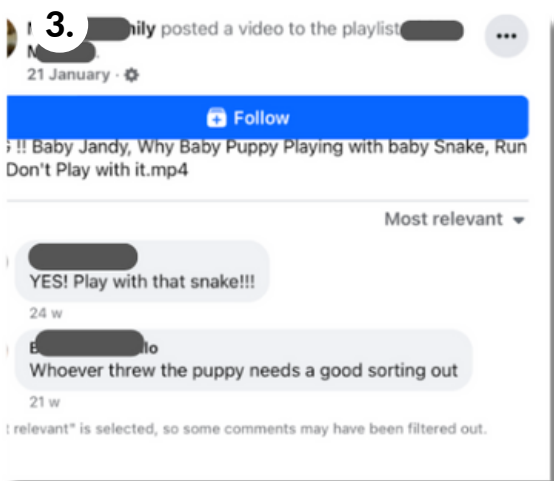 3.
hily posted a video to the playlist
21 January
Follow
!! Baby Jandy, Why Baby Puppy Playing with baby Snake, Run
Don't Play with it.mp4
Most relevant
YES! Play with that snake!!!
24 w
lo
Whoever threw the puppy needs a good sorting out
21 w
relevant" is selected, so some comments may have been filtered out.